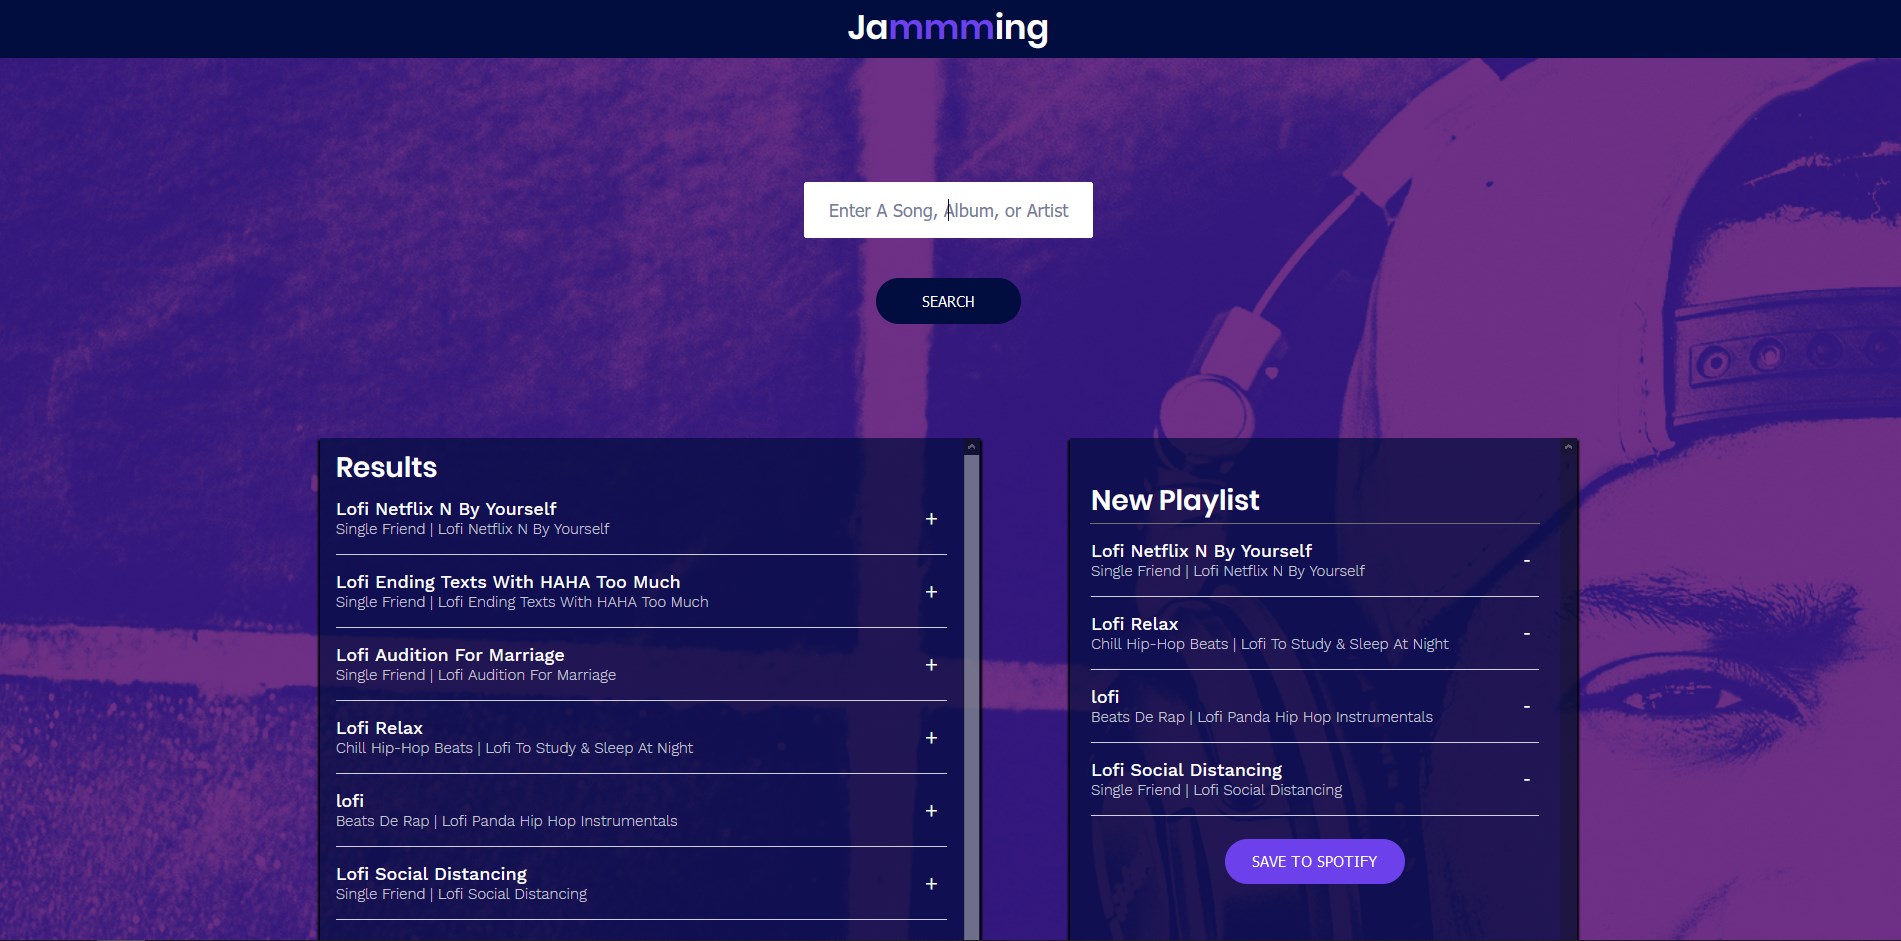 Jammming
Enter A Song, Album, or Artist
SEARCH
Results
Lofi Netflix N By Yourself
Single Friend | Lofi Netflix N By Yourself
+
Lofi Ending Texts With HAHA Too Much
Single Friend | Lofi Ending Texts With HAHA Too Much
+
Lofi Audition For Marriage
Single Friend | Lofi Audition For Marriage
+
Lofi Relax
Chill Hip-Hop Beats | Lofi To Study & Sleep At Night
+
lofi
Beats De Rap | Lofi Panda Hip Hop Instrumentals
+
Lofi Social Distancing
Single Friend | Lofi Social Distancing
+
New Playlist
Lofi Netflix N By Yourself
Single Friend | Lofi Netflix N By Yourself
-
Lofi Relax
Chill Hip-Hop Beats | Lofi To Study & Sleep At Night
-
lofi
Beats De Rap | Lofi Panda Hip Hop Instrumentals
-
Lofi Social Distancing
Single Friend | Lofi Social Distancing
-
SAVE TO SPOTIFY